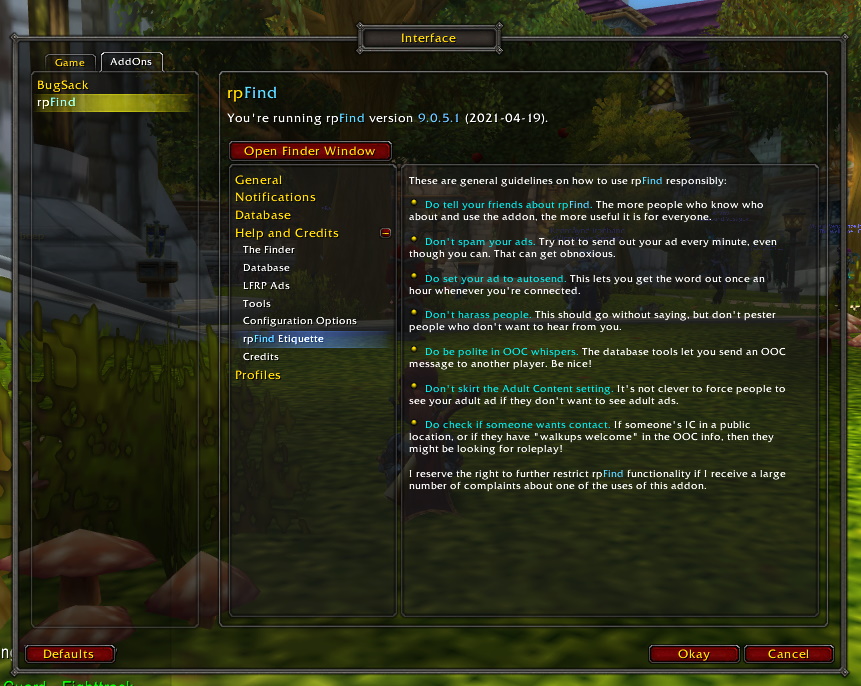 Interface
Game
AddOns
BugSack
rpFind
rpFind
You're running rpFind version 9.0.5.1 (2021-04-19).
Open Finder Window
General
Notifications
Database
Help and Credits
The Finder
Database
LFRP Ads
Tools
Configuration Options
rpFind Etiquette
Credits
Profiles
These are general guidelines on how to use rpFind responsibly:
Do tell your friends about rpFind. The more people who know who
about and use the addon, the more useful it is for everyone.
Don't spam your ads. Try not to send out your ad every minute, even
though you can. That can get obnoxious.
Do set your ad to autosend. This lets you get the word out once an
hour whenever you're connected.
Don't harass people. This should go without saying, but don't pester
people who don't want to hear from you.
Do be polite in OOC whispers. The database tools let you send an OOC
message to another player. Be nice!
Don't skirt the Adult Content setting. It's not clever to force people to
see your adult ad if they don't want to see adult ads.
Do check if someone wants contact. If someone's IC in a public
location, or if they have "walkups welcome" in the OOC info, then they
might be looking for roleplay!
I reserve the right to further restrict rpFind functionality if I receive a large
number of complaints about one of the uses of this addon.
Defaults
Okay
Cancel